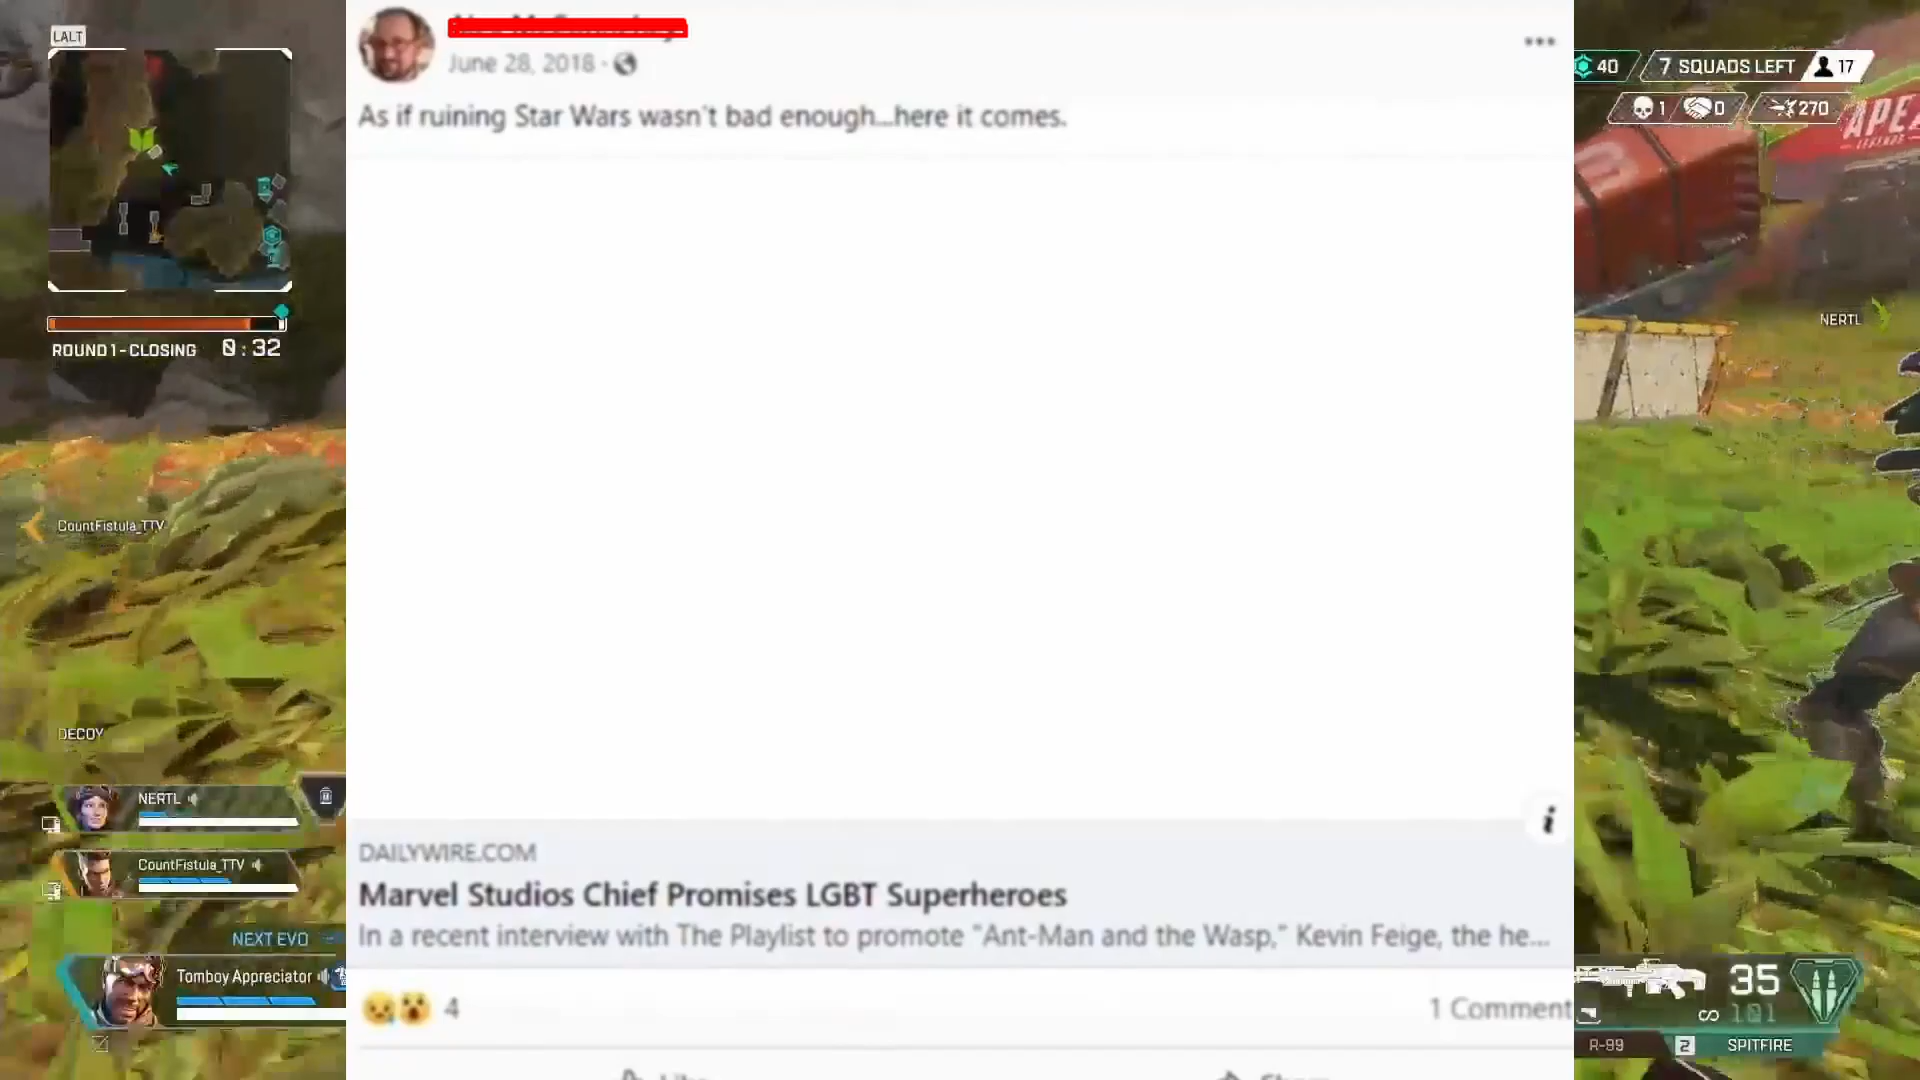 LALT
ROUND 1 - CLOSING 0:32
CountFistula_TTV
DECOY
NERTL
CountFistula_TTV
NEXT EVO
Tomboy Appreciator
June 28, 2018
As if ruining Star Wars wasn't bad enough...here it comes.
DAILYWIRE.COM
Marvel Studios Chief Promises LGBT Superheroes
In a recent interview with The Playlist to promote "Ant-Man and the Wasp," Kevin Feige, the he...
4
1 Comment
40
7 SQUADS LEFT
17
1
0
270
APEX
LEGENDS
NERTL
35
∞ 101
R-99
2 SPITFIRE